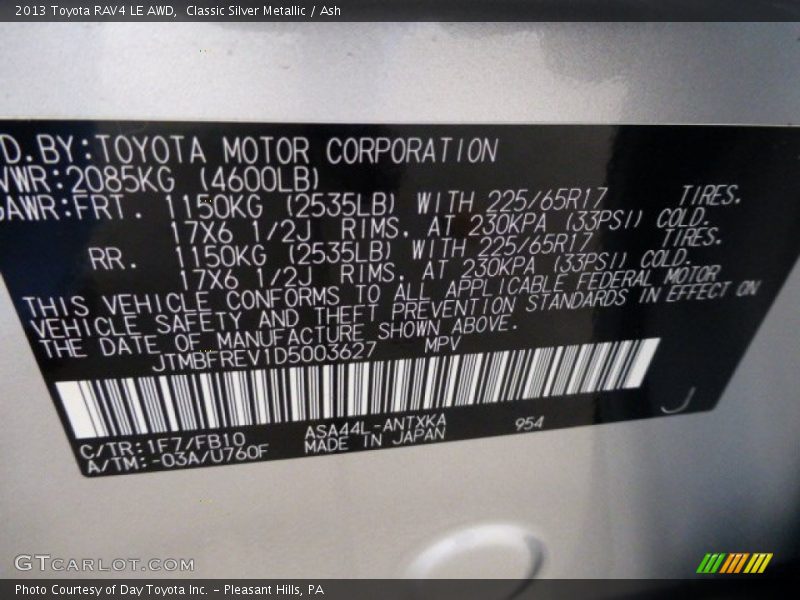 2013 Toyota RAV4 LE AWD,  Classic Silver Metallic / Ash
D.BY:TOYOTA MOTOR CORPORATION
VWR:2085KG (4600LB)
GAWR:FRT. 1150KG (2535LB) WITH 225/65R17 TIRES.
17X6 1/2J RIMS. AT 230KPA (33PSI) COLD.
RR. 1150KG (2535LB) WITH 225/65R17 TIRES.
17X6 1/2J RIMS. AT 230KPA (33PSI) COLD.
THIS VEHICLE CONFORMS TO ALL APPLICABLE FEDERAL MOTOR
VEHICLE SAFETY AND THEFT PREVENTION STANDARDS IN EFFECT ON
THE DATE OF MANUFACTURE SHOWN ABOVE.
JTMBFREV1D5003627 MPV
C/TR:1F7/FB10 ASA44L-ANTXKA 954 J
A/TM:-03A/U760F MADE IN JAPAN
GTCARLOT.COM
Photo Courtesy of Day Toyota Inc. - Pleasant Hills, PA